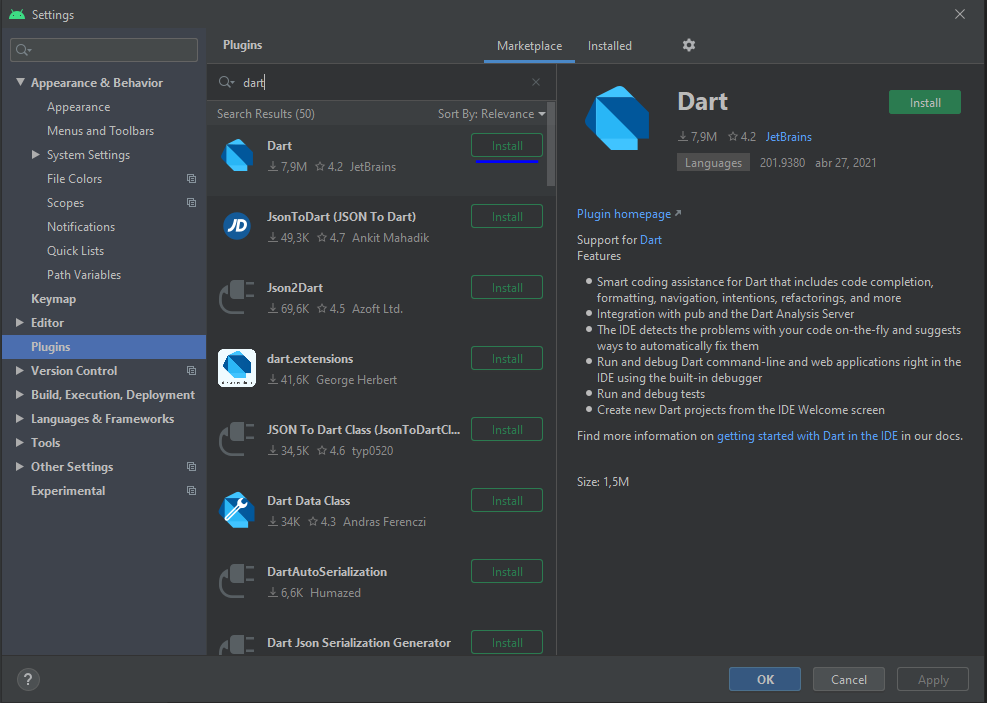 Settings
Appearance & Behavior
Appearance
Menus and Toolbars
System Settings
File Colors
Scopes
Notifications
Quick Lists
Path Variables
Keymap
Editor
Plugins
Version Control
Build, Execution, Deployment
Languages & Frameworks
Tools
Other Settings
Experimental
Plugins
Marketplace
Installed
dart
Search Results (50)
Sort By: Relevance
Dart
Install
7,9M 4.2 JetBrains
JsonToDart (JSON To Dart)
Install
JD
49,3K 4.7 Ankit Mahadik
Json2Dart
Install
69,6K 4.5 Azoft Ltd.
dart.extensions
Install
41,6K George Herbert
JSON To Dart Class (JsonToDartCl...
Install
34,5K 4.6 typ0520
Dart Data Class
Install
34K 4.3 Andras Ferenczi
DartAutoSerialization
Install
6,6K Humazed
Dart Json Serialization Generator
Install
Dart
Install
7,9M 4.2 JetBrains
Languages 201.9380 abr 27, 2021
Plugin homepage
Support for Dart
Features
Smart coding assistance for Dart that includes code completion,
formatting, navigation, intentions, refactorings, and more
Integration with pub and the Dart Analysis Server
The IDE detects the problems with your code on-the-fly and suggests
ways to automatically fix them
Run and debug Dart command-line and web applications right in the
IDE using the built-in debugger
Run and debug tests
Create new Dart projects from the IDE Welcome screen
Find more information on getting started with Dart in the IDE in our docs.
Size: 1,5M
?
OK
Cancel
Apply